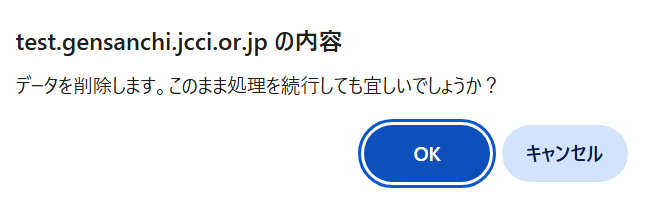 test.gensanchi.jcci.or.jp の内容
データを削除します。このまま処理を続行しても宜しいでしょうか？
OK
キャンセル